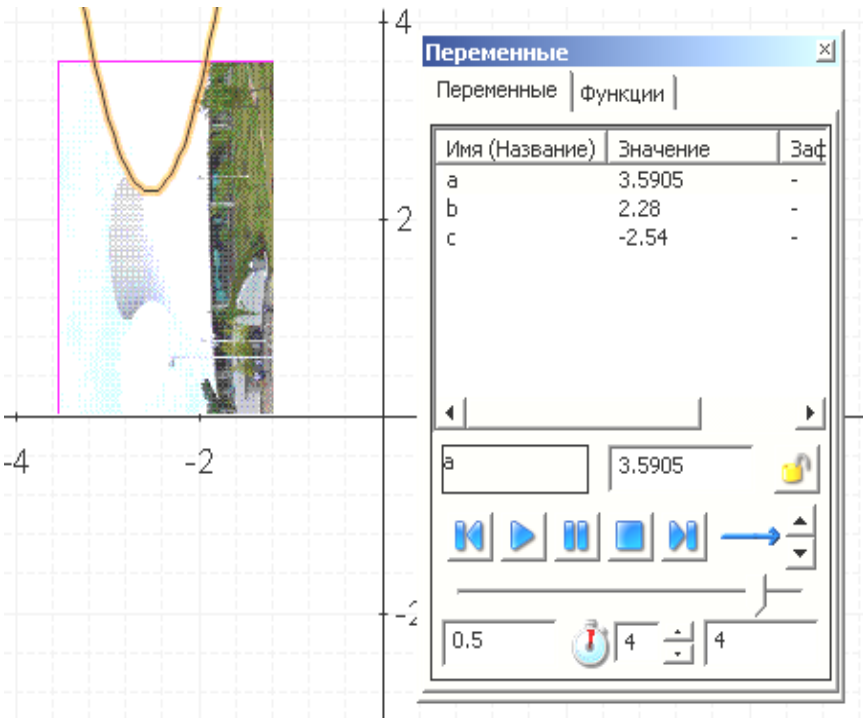 4
2
-4
-2
-2
Переменные
Переменные
Функции
Имя (Название) Значение Заф
a 3.5905 -
b 2.28 -
c -2.54 -
a 3.5905
0.5 4 4